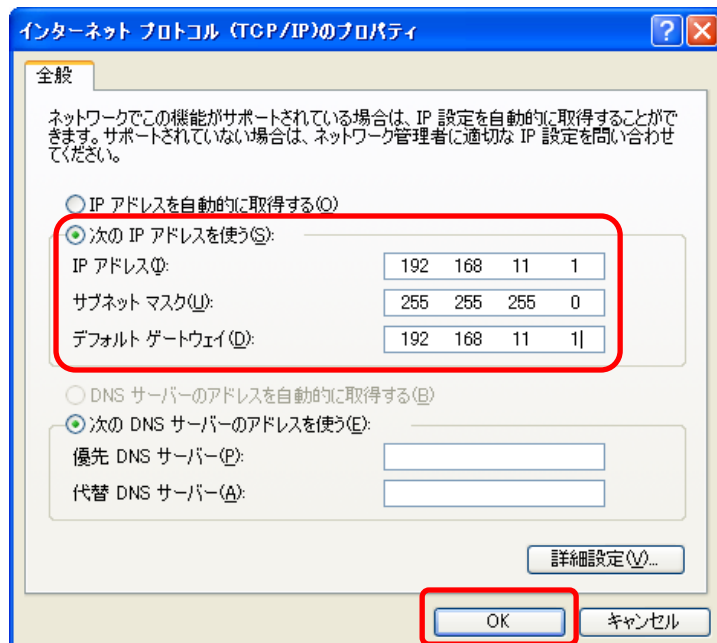 インターネット プロトコル (TCP/IP)のプロパティ
全般
ネットワークでこの機能がサポートされている場合は、IP 設定を自動的に取得することがで
きます。サポートされていない場合は、ネットワーク管理者に適切な IP 設定を問い合わせ
てください。
IP アドレスを自動的に取得する(O)
次の IP アドレスを使う(S):
IP アドレス(I): 192 168 11 1
サブネット マスク(U): 255 255 255 0
デフォルト ゲートウェイ(D): 192 168 11 1
DNS サーバーのアドレスを自動的に取得する(B)
次の DNS サーバーのアドレスを使う(E):
優先 DNS サーバー(P):
代替 DNS サーバー(A):
詳細設定(V)...
OK キャンセル